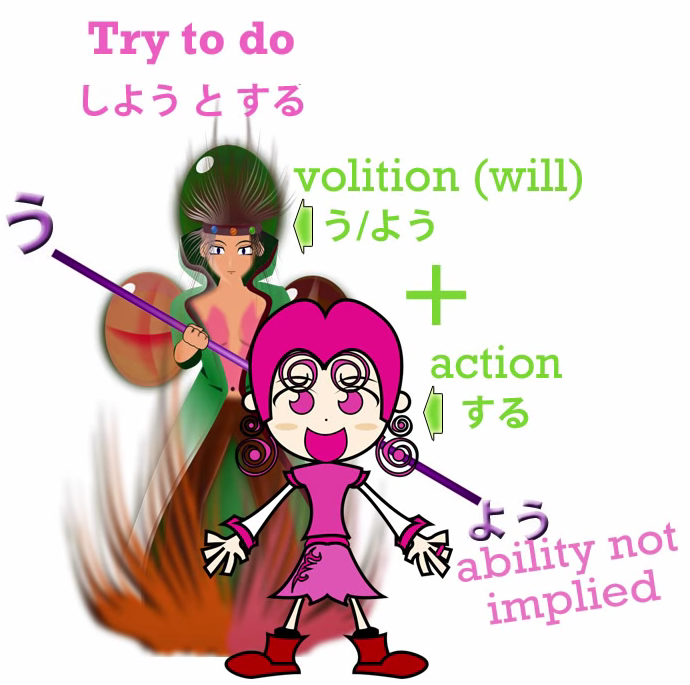 Try to do
しよう と する
volition (will)
う/よう
う
+
action
する
よう
ability not
implied